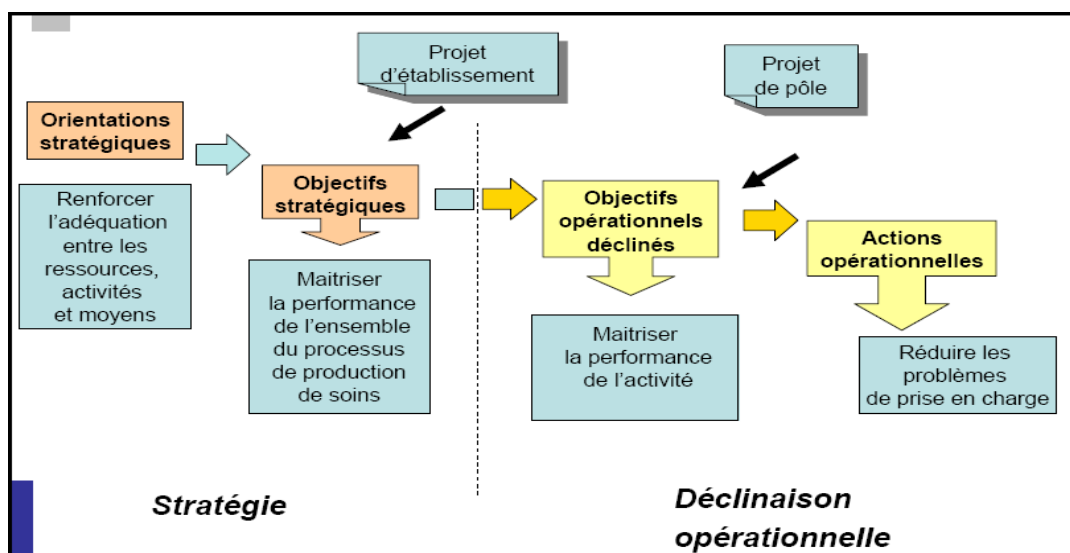 Projet
d'établissement
Projet
de pôle
Orientations
stratégiques
Renforcer
l'adéquation
entre les
ressources,
activités
et moyens
Objectifs
stratégiques
Maitriser
la performance
de l'ensemble
du processus
de production
de soins
Objectifs
opérationnels
déclinés
Maitriser
la performance
de l'activité
Actions
opérationnelles
Réduire les
problèmes
de prise en charge
Stratégie
Déclinaison
opérationnelle